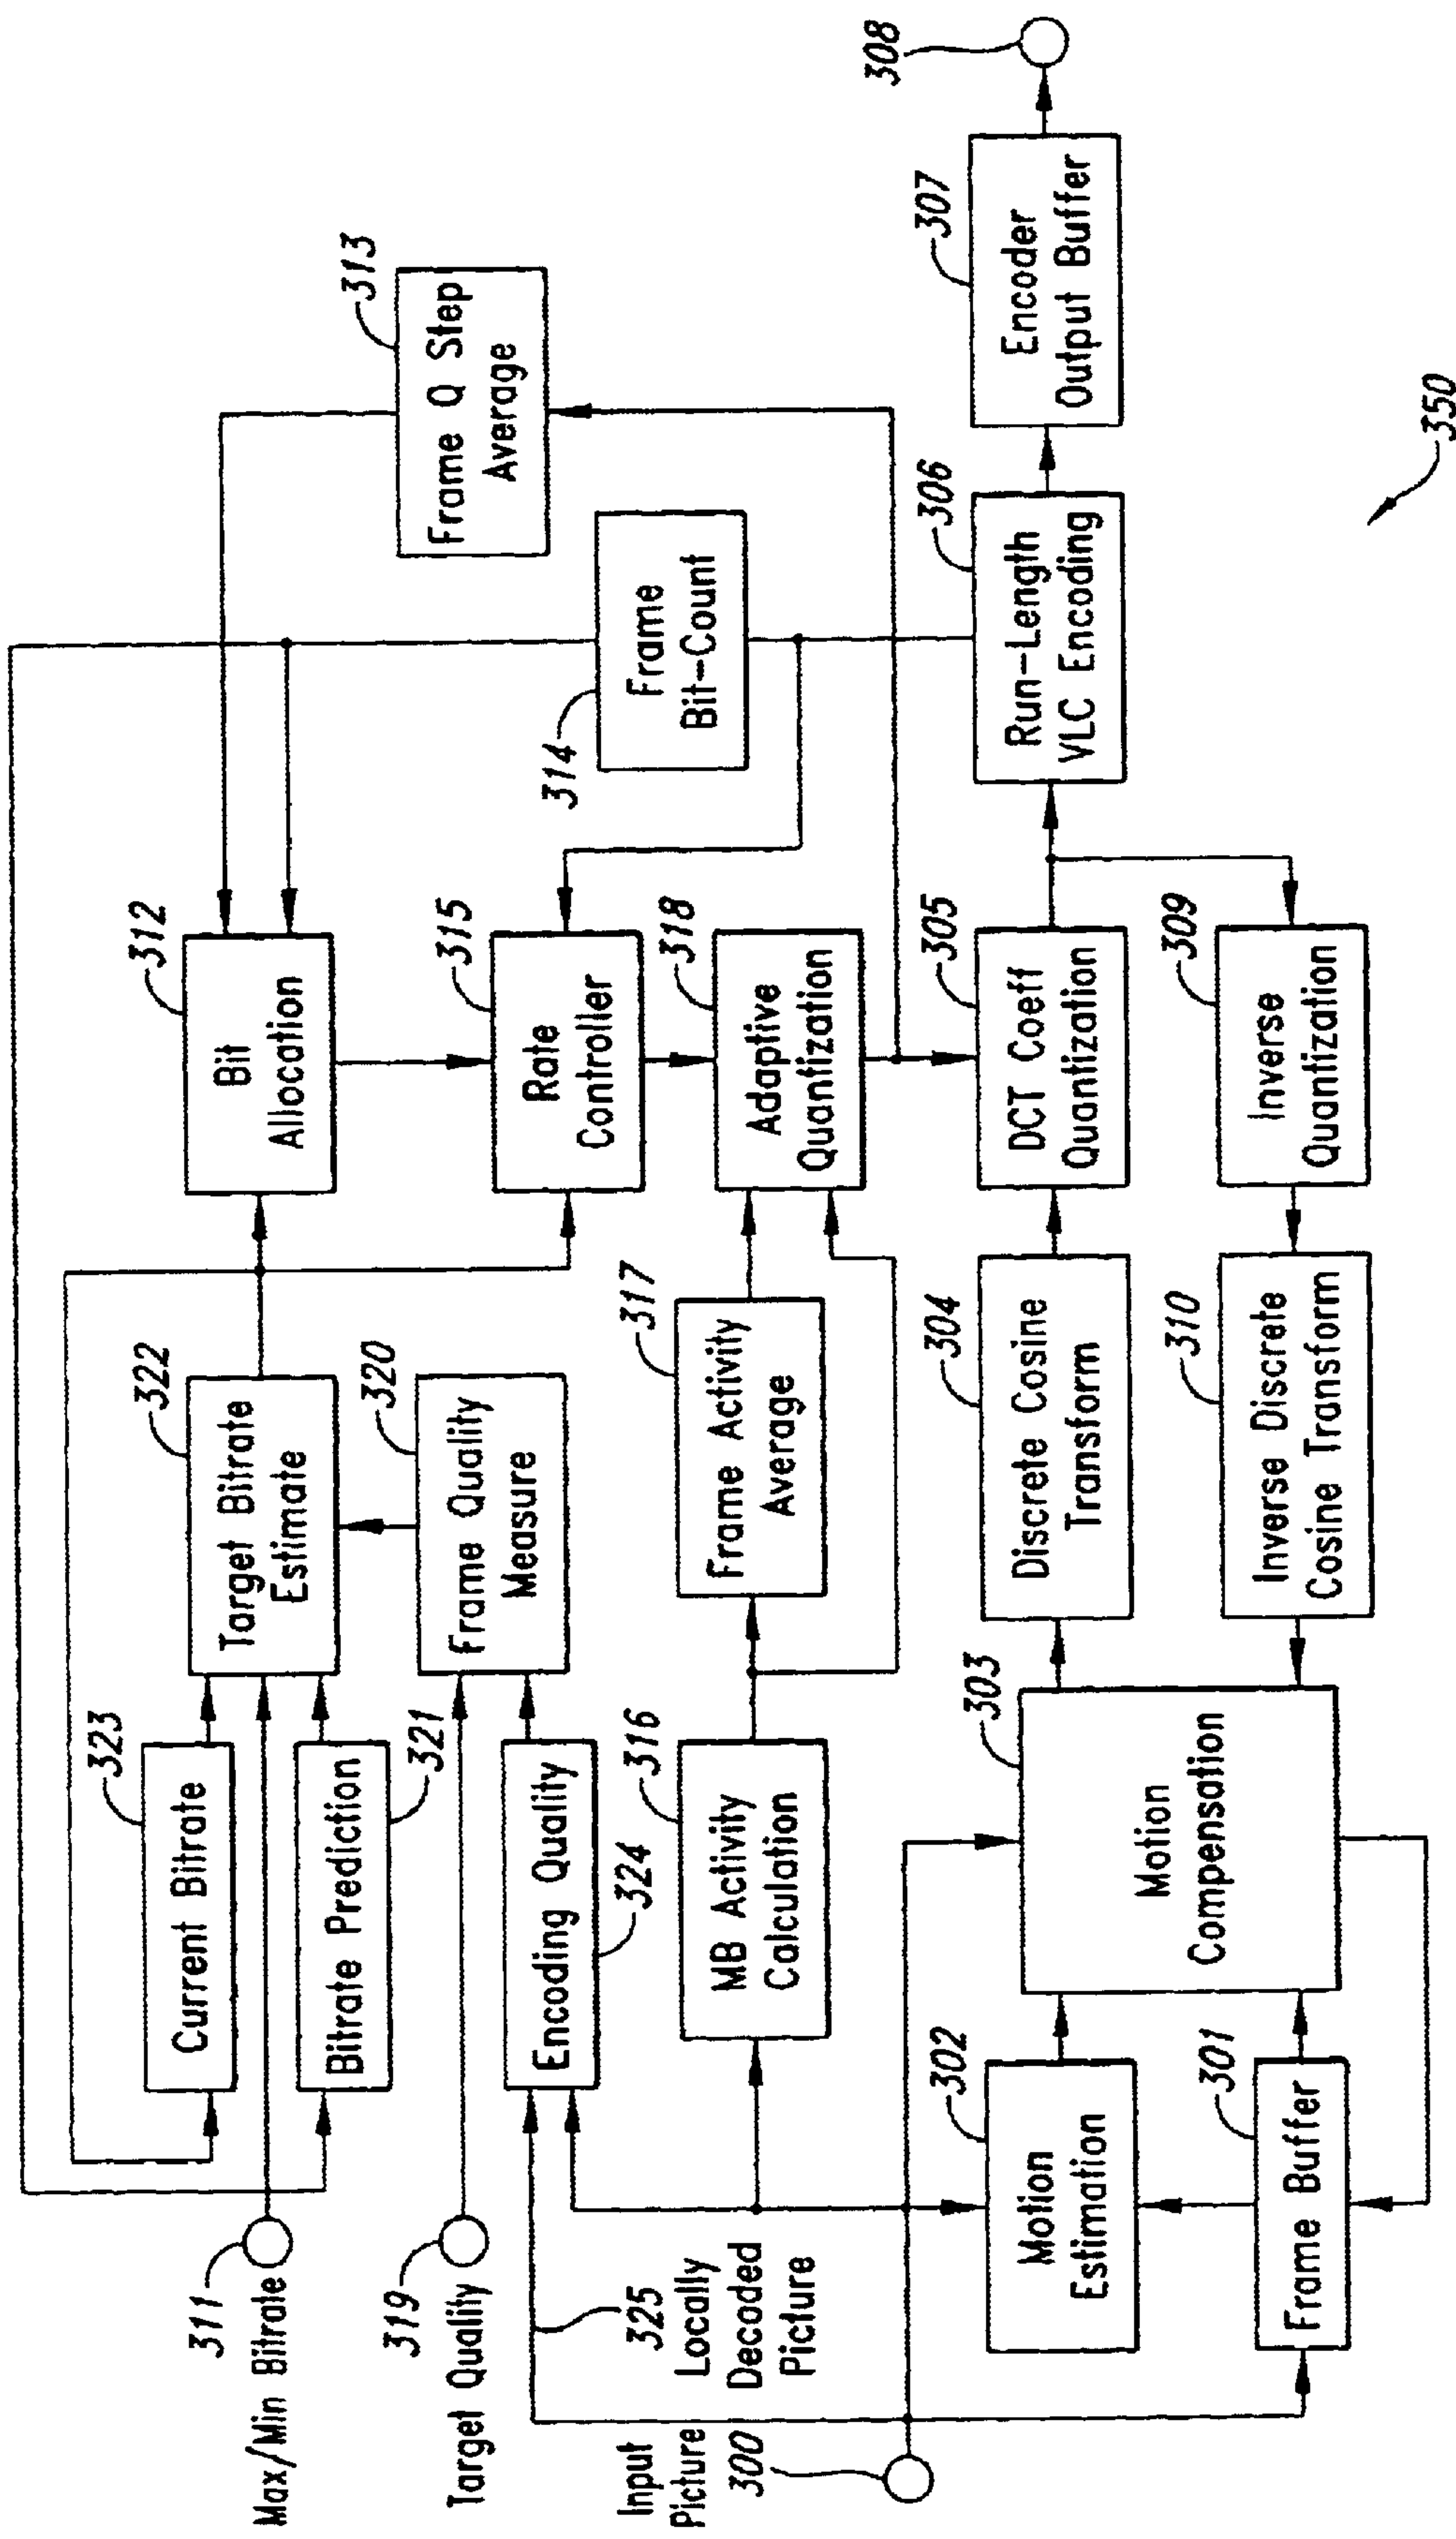 311
Max/Min Bitrate
323
Current Bitrate
Bitrate Prediction
321
322
Target Bitrate
Estimate
312
Bit
Allocation
313
Frame Q Step
Average
319
Target Quality
320
Frame Quality
Measure
Encoding Quality
324
325
Locally
Decoded
Picture
315
Rate
Controller
314
Frame
Bit-Count
316
MB Activity
Calculation
317
Frame Activity
Average
318
Adaptive
Quantization
Input
Picture
300
302
Motion
Estimation
301
Frame Buffer
303
Motion
Compensation
304
Discrete Cosine
Transform
305
DCT Coeff
Quantization
306
Run-Length
VLC Encoding
307
Encoder
Output Buffer
308
310
Inverse Discrete
Cosine Transform
309
Inverse
Quantization
350